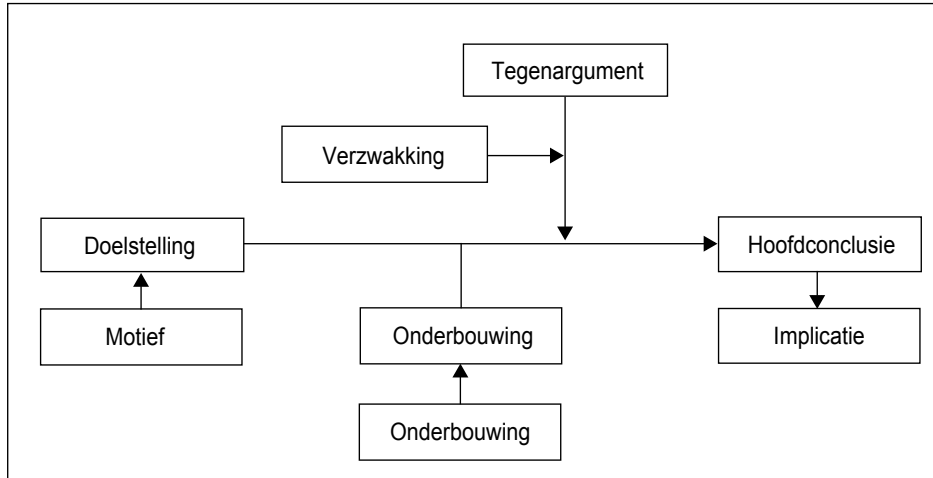 Tegenargument
Verzwakking
Doelstelling
Hoofdconclusie
Motief
Onderbouwing
Implicatie
Onderbouwing